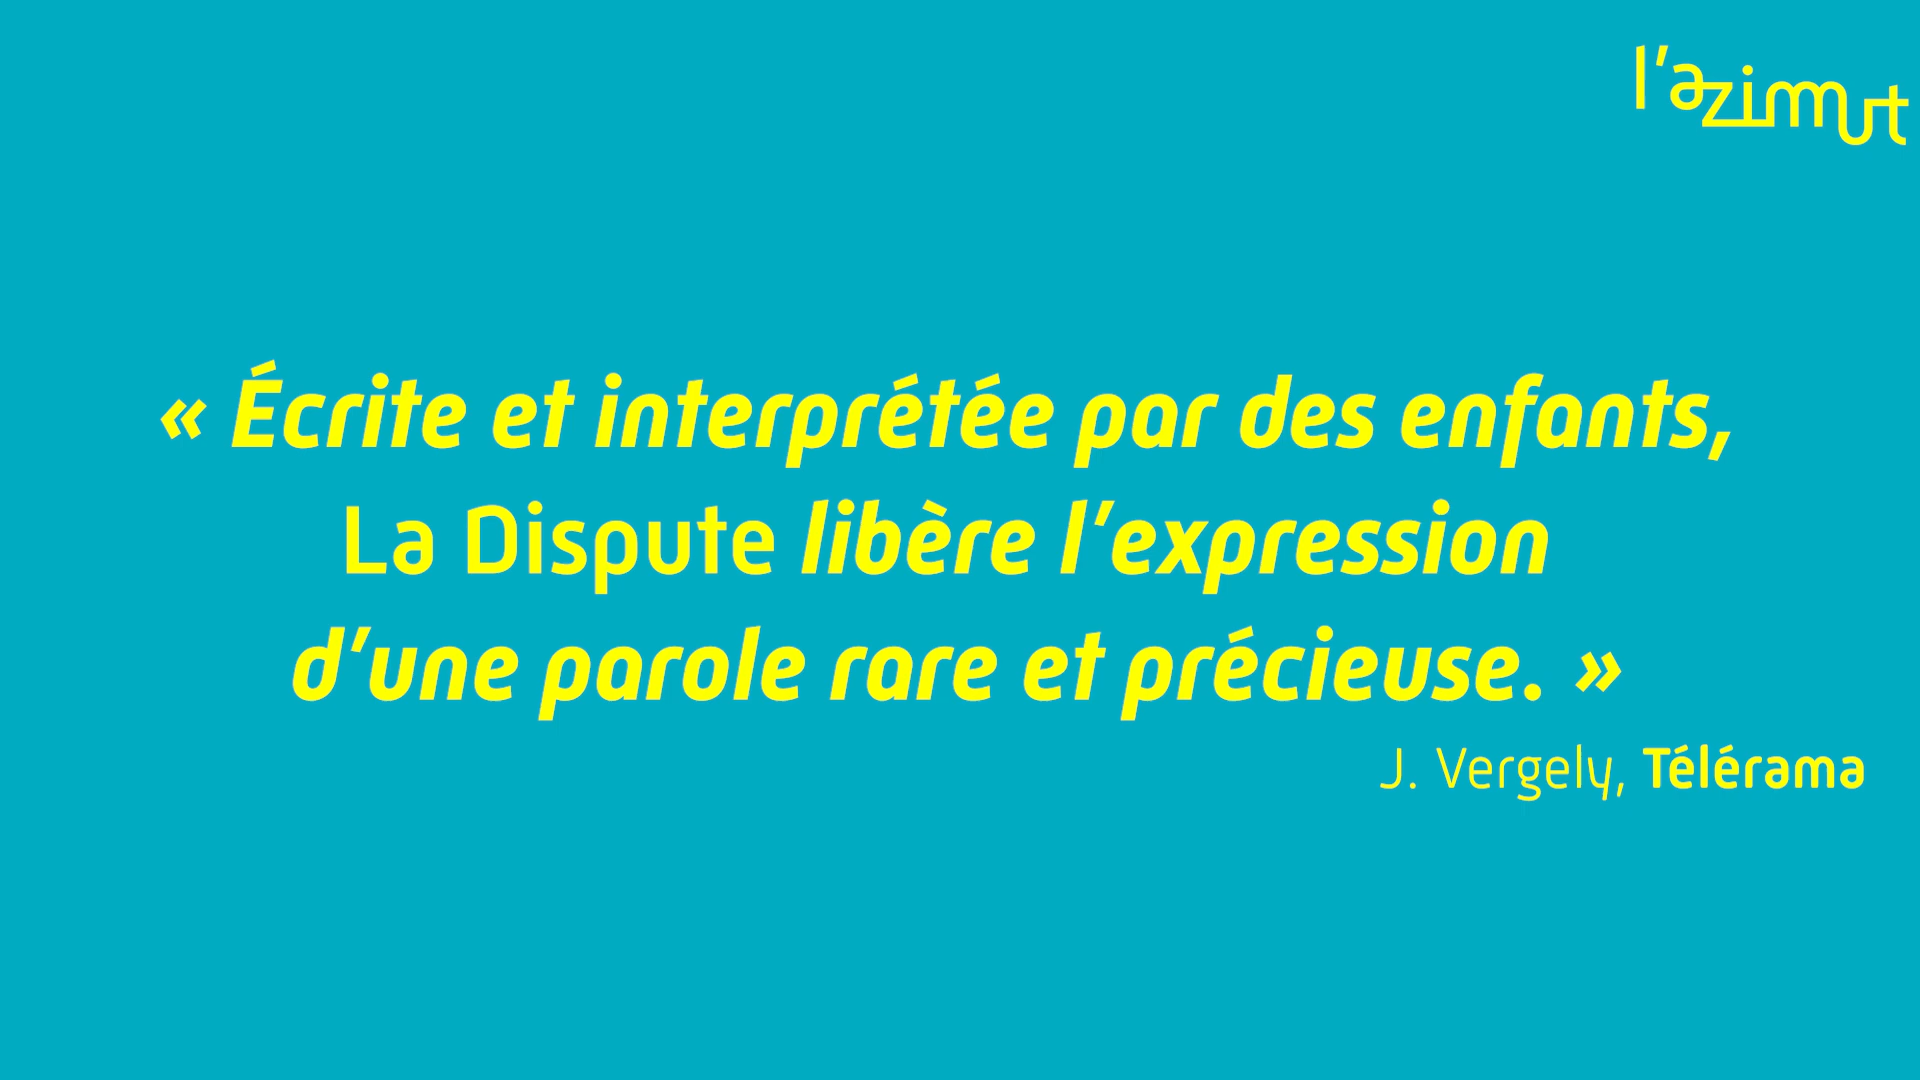 l'azimut
« Écrite et interprétée par des enfants,
La Dispute libère l’expression
d’une parole rare et précieuse. »
J. Vergely, Télérama